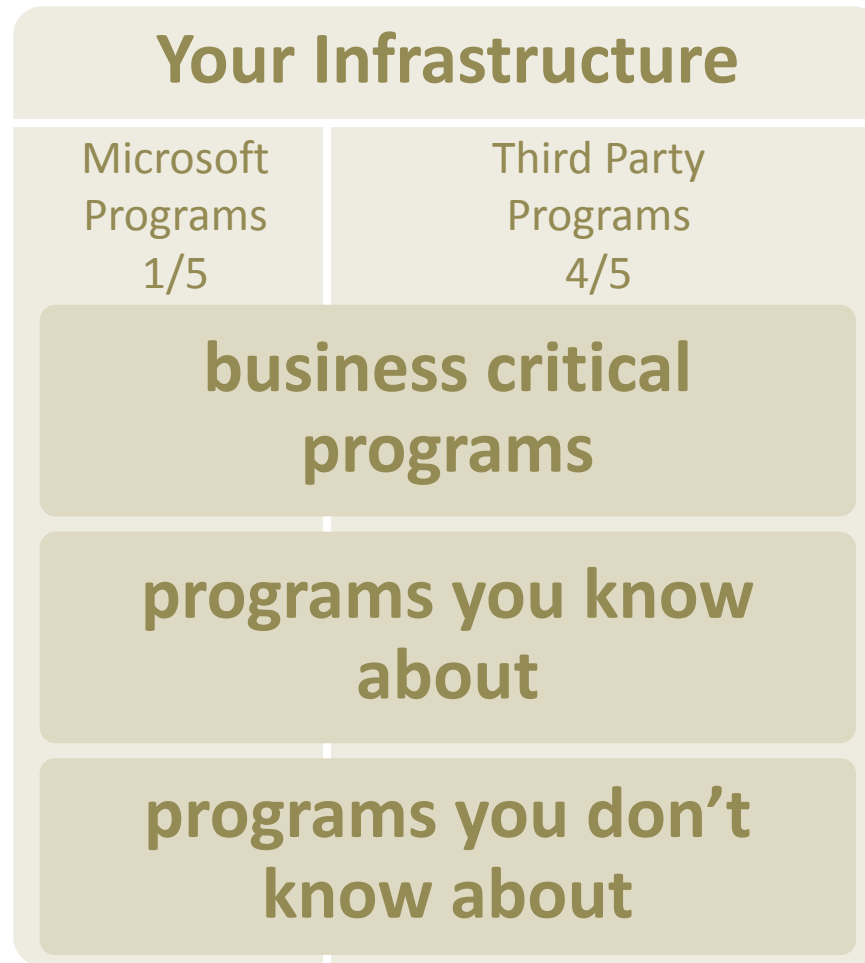 Your Infrastructure
Microsoft
Programs
1/5
Third Party
Programs
4/5
business critical
programs
programs you know
about
programs you don’t
know about